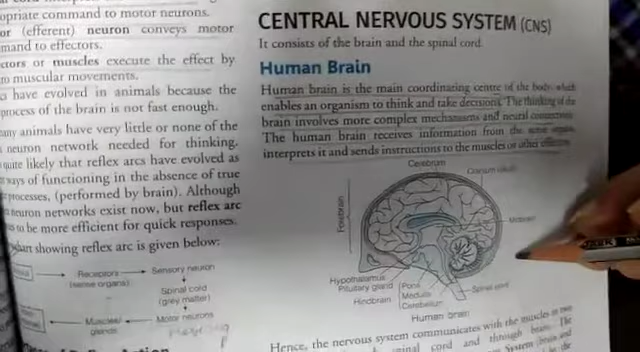 opriate command to motor neurons.
or (efferent) neuron conveys motor
mand to effectors.
ctors or muscles execute the effect by
to muscular movements.
have evolved in animals because the
process of the brain is not fast enough.
any animals have very little or none of the
neuron network needed for thinking.
quite likely that reflex arcs have evolved as
ways of functioning in the absence of true
processes, (performed by brain). Although
neuron networks exist now, but reflex arc
to be more efficient for quick responses.
chart showing reflex arc is given below:
Receptors
(sense organs)
Sensory neuron
Spinal cord
(grey matter)
Motor neurons
Muscles/
glands
CENTRAL NERVOUS SYSTEM (CNS)
It consists of the brain and the spinal cord.
Human Brain
Human brain is the main coordinating centre of the body, which
enables an organism to think and take decisions. The thinking of the
brain involves more complex mechanisms and neural connections.
The human brain receives information from the sense organs,
interprets it and sends instructions to the muscles or other effectors.
Cerebrum
Cranium (skull)
Forebrain
Midbrain
Hypothalamus
Pituitary gland
Hindbrain
Pons
Medulla
Cerebellum
Spinal cord
Human brain
Hence, the nervous system communicates with the muscles in two
spinal cord and through brain. The
System (brain and